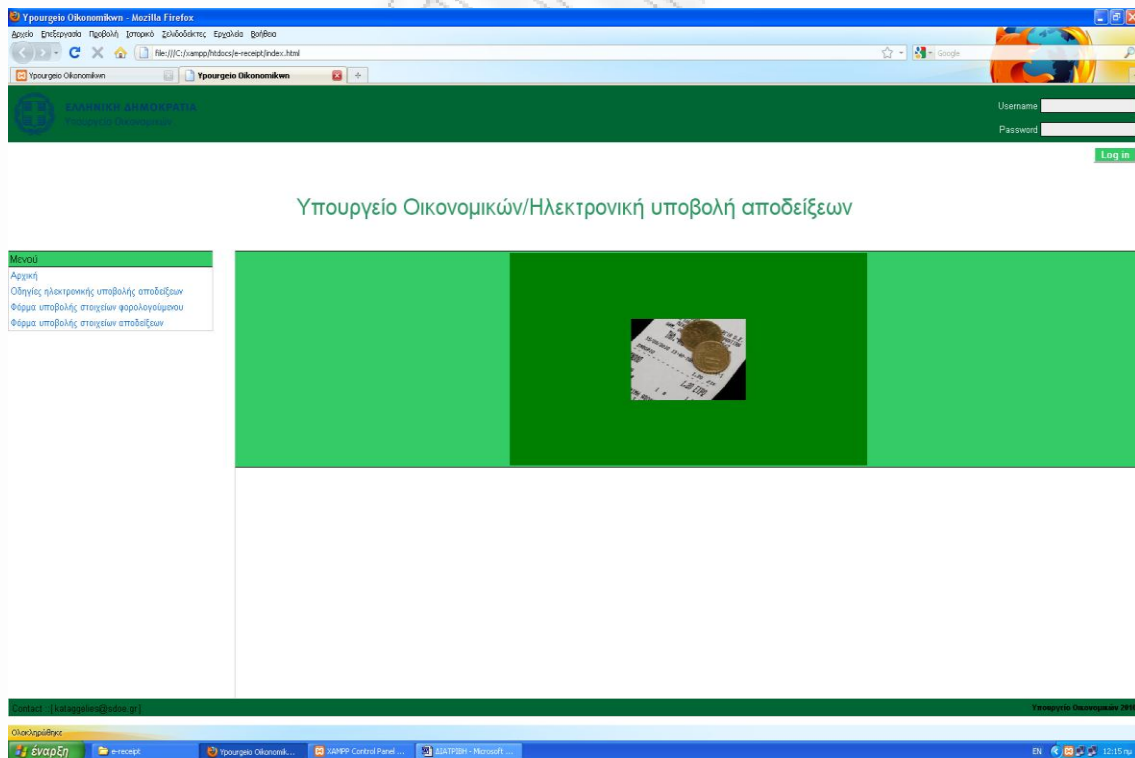 Ypourgeio Oikonomikwn - Mozilla Firefox
Αρχείο Επεξεργασία Προβολή Ιστορικό Σελιδοδείκτες Εργαλεία Βοήθεια
file:///C:/xampp/htdocs/e-receipt/index.html
Google
Ypourgeio Oikonomikwn
Ypourgeio Oikonomikwn
ΕΛΛΗΝΙΚΗ ΔΗΜΟΚΡΑΤΙΑ
Υπουργείο Οικονομικών
Username
Password
Log in
Υπουργείο Οικονομικών/Ηλεκτρονική υποβολή αποδείξεων
Μενού
Αρχική
Οδηγίες ηλεκτρονικής υποβολής αποδείξεων
Φόρμα υποβολής στοιχείων φορολογούμενου
Φόρμα υποβολής στοιχείων αποδείξεων
Contact ::[kataggelies@sdoe.gr]
Υπουργείο Οικονομικών 2010
Ολοκληρώθηκε
έναρξη
e-receipt
Ypourgeio Oikonomik...
XAMPP Control Panel ...
ΔΙΑΤΡΙΒΗ - Microsoft ...
EN
12:15 πμ